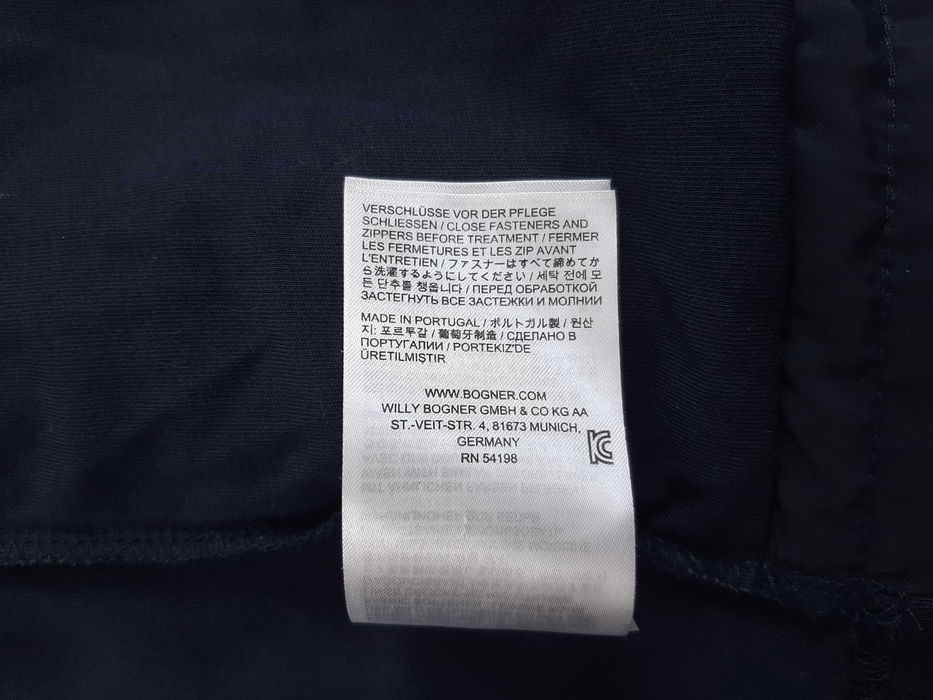 VERSCHLÜSSE VOR DER PFLEGE
SCHLIESSEN / CLOSE FASTENERS AND
ZIPPERS BEFORE TREATMENT / FERMER
LES FERMETURES ET LES ZIP AVANT
L'ENTRETIEN / ファスナーはすべて締めてか
ら洗濯するようにしてください / 세탁 전에 모
든 단추를 챙옵니다 / ПЕРЕД ОБРАБОТКОЙ
ЗАСТЕГНУТЬ ВСЕ ЗАСТЕЖКИ И МОЛНИИ
MADE IN PORTUGAL / ポルトガル製 / 원산
지: 포르투갈 / 葡萄牙制造 / СДЕЛАНО В
ПОРТУГАЛИИ / PORTEKIZ'DE
ÜRETILMIŞTIR
WWW.BOGNER.COM
WILLY BOGNER GMBH & CO KG AA
ST.-VEIT-STR. 4, 81673 MUNICH,
GERMANY
RN 54198